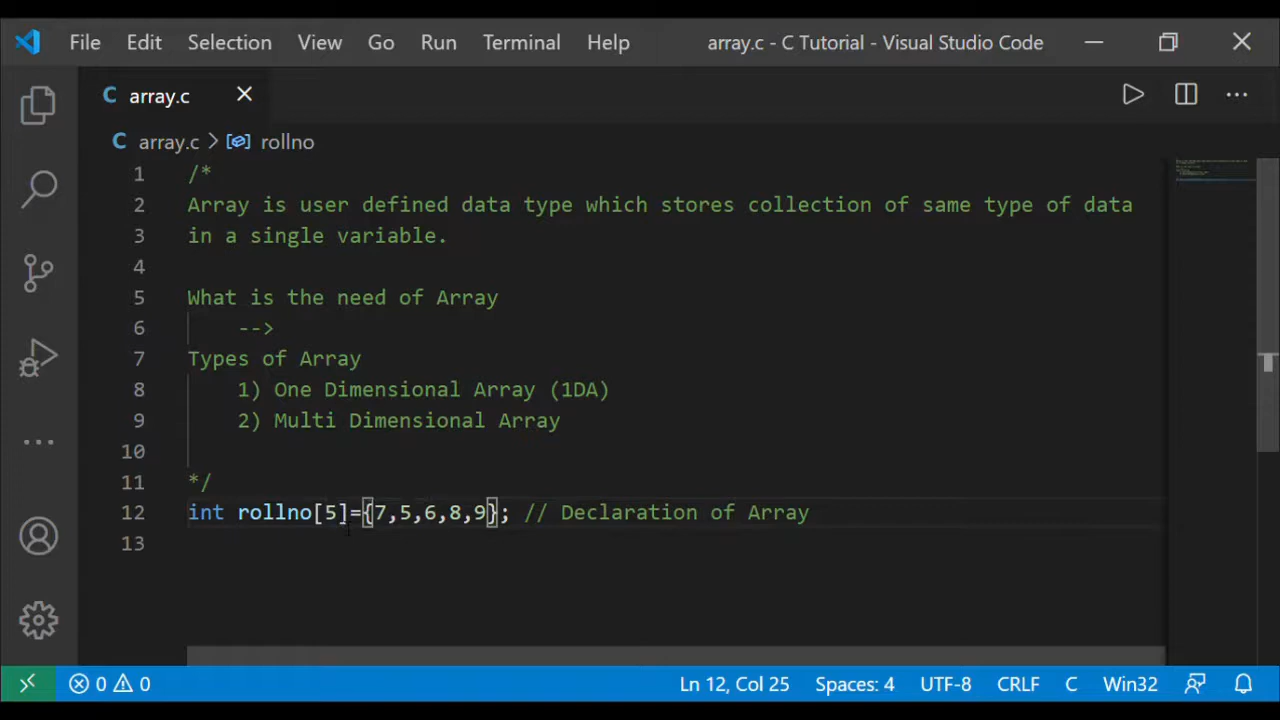 File Edit Selection View Go Run Terminal Help array.c - C Tutorial - Visual Studio Code
C array.c
C array.c > rollno
1 /*
2 Array is user defined data type which stores collection of same type of data
3 in a single variable.
4
5 What is the need of Array
6 -->
7 Types of Array
8 1) One Dimensional Array (1DA)
9 2) Multi Dimensional Array
10
11 */
12 int rollno[5]={7,5,6,8,9}; // Declaration of Array
13
0 0 Ln 12, Col 25 Spaces: 4 UTF-8 CRLF C Win32